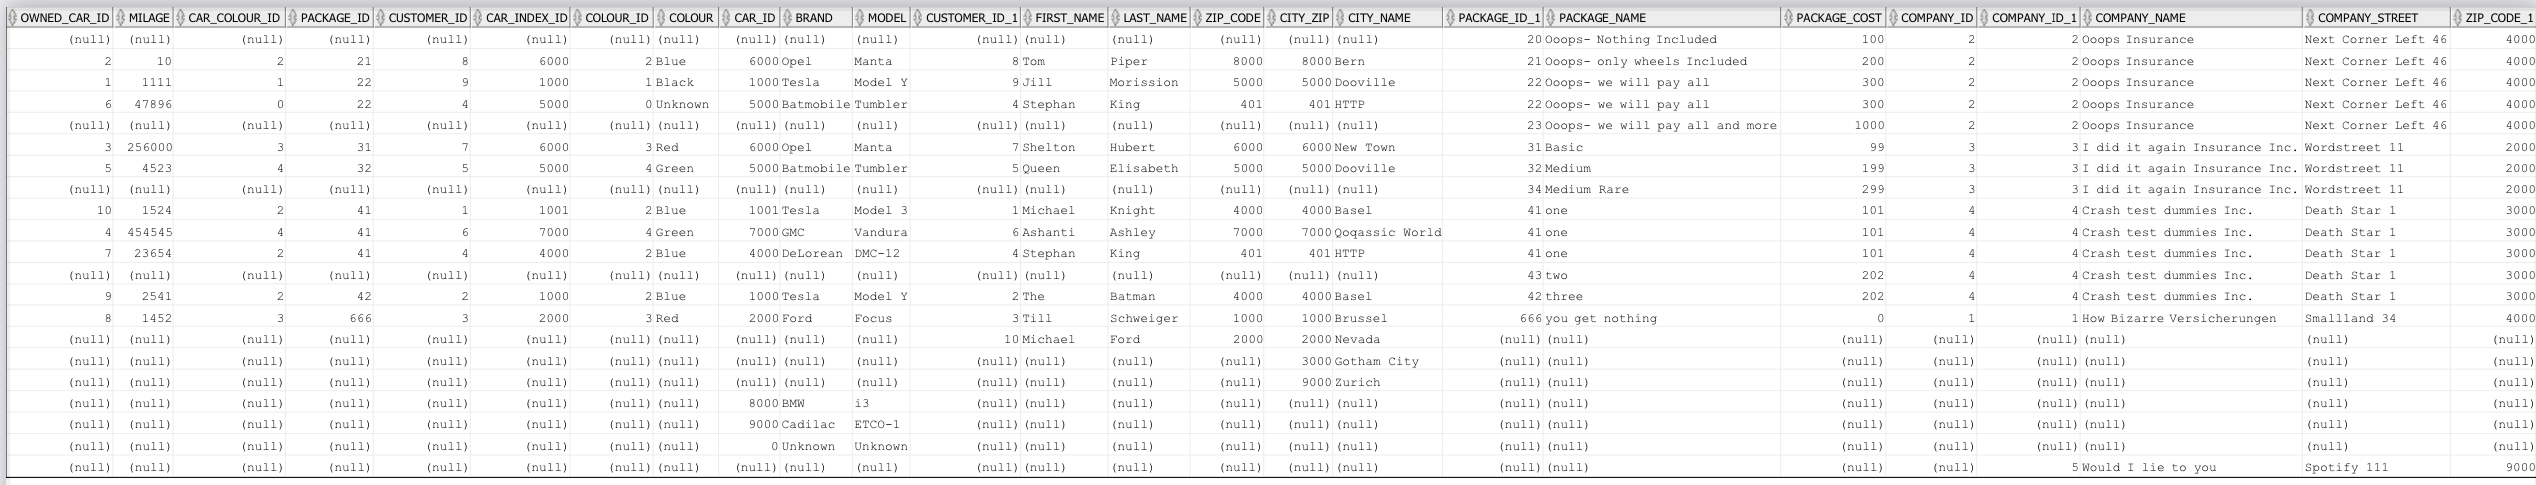 OWNED_CAR_ID MILAGE CAR_COLOUR_ID PACKAGE_ID CUSTOMER_ID CAR_INDEX_ID COLOUR_ID COLOUR CAR_ID BRAND MODEL CUSTOMER_ID_1 FIRST_NAME LAST_NAME ZIP_CODE CITY_ZIP CITY_NAME PACKAGE_ID_1 PACKAGE_NAME PACKAGE_COST COMPANY_ID COMPANY_ID_1 COMPANY_NAME COMPANY_STREET ZIP_CODE_1
(null) (null) (null) (null) (null) (null) (null) (null) (null) (null) (null) (null) (null) (null) (null) (null) (null) 20 Ooops- Nothing Included 100 2 2 Ooops Insurance Next Corner Left 46 4000
2 10 2 21 8 6000 2 Blue 6000 Opel Manta 8 Tom Piper 8000 8000 Bern 21 Ooops- only wheels Included 200 2 2 Ooops Insurance Next Corner Left 46 4000
1 1111 1 22 9 1000 1 Black 1000 Tesla Model Y 9 Jill Morission 5000 5000 Dooville 22 Ooops- we will pay all 300 2 2 Ooops Insurance Next Corner Left 46 4000
6 47896 0 22 4 5000 0 Unknown 5000 Batmobile Tumbler 4 Stephan King 401 401 HTTP 22 Ooops- we will pay all 300 2 2 Ooops Insurance Next Corner Left 46 4000
(null) (null) (null) (null) (null) (null) (null) (null) (null) (null) (null) (null) (null) (null) (null) (null) (null) 23 Ooops- we will pay all and more 1000 2 2 Ooops Insurance Next Corner Left 46 4000
3 256000 3 31 7 6000 3 Red 6000 Opel Manta 7 Shelton Hubert 6000 6000 New Town 31 Basic 99 3 3 I did it again Insurance Inc. Wordstreet 11 2000
5 4523 4 32 5 5000 4 Green 5000 Batmobile Tumbler 5 Queen Elisabeth 5000 5000 Dooville 32 Medium 199 3 3 I did it again Insurance Inc. Wordstreet 11 2000
(null) (null) (null) (null) (null) (null) (null) (null) (null) (null) (null) (null) (null) (null) (null) (null) (null) 34 Medium Rare 299 3 3 I did it again Insurance Inc. Wordstreet 11 2000
10 1524 2 41 1 1001 2 Blue 1001 Tesla Model 3 1 Michael Knight 4000 4000 Basel 41 one 101 4 4 Crash test dummies Inc. Death Star 1 3000
4 454545 4 41 6 7000 4 Green 7000 GMC Vandura 6 Ashanti Ashley 7000 7000 Qoqassic World 41 one 101 4 4 Crash test dummies Inc. Death Star 1 3000
7 23654 2 41 4 4000 2 Blue 4000 DeLorean DMC-12 4 Stephan King 401 401 HTTP 41 one 101 4 4 Crash test dummies Inc. Death Star 1 3000
(null) (null) (null) (null) (null) (null) (null) (null) (null) (null) (null) (null) (null) (null) (null) (null) (null) 43 two 202 4 4 Crash test dummies Inc. Death Star 1 3000
9 2541 2 42 2 1000 2 Blue 1000 Tesla Model Y 2 The Batman 4000 4000 Basel 42 three 202 4 4 Crash test dummies Inc. Death Star 1 3000
8 1452 3 666 3 2000 3 Red 2000 Ford Focus 3 Till Schweiger 1000 1000 Brussel 666 you get nothing 0 1 1 How Bizarre Versicherungen Smallland 34 4000
(null) (null) (null) (null) (null) (null) (null) (null) (null) (null) (null) 10 Michael Ford 2000 2000 Nevada (null) (null) (null) (null) (null) (null) (null) (null)
(null) (null) (null) (null) (null) (null) (null) (null) (null) (null) (null) (null) (null) (null) (null) 3000 Gotham City (null) (null) (null) (null) (null) (null) (null) (null)
(null) (null) (null) (null) (null) (null) (null) (null) (null) (null) (null) (null) (null) (null) (null) 9000 Zurich (null) (null) (null) (null) (null) (null) (null) (null)
(null) (null) (null) (null) (null) (null) (null) (null) 8000 BMW i3 (null) (null) (null) (null) (null) (null) (null) (null) (null) (null) (null) (null) (null) (null)
(null) (null) (null) (null) (null) (null) (null) (null) 9000 Cadilac ETCO-1 (null) (null) (null) (null) (null) (null) (null) (null) (null) (null) (null) (null) (null) (null)
(null) (null) (null) (null) (null) (null) (null) (null) 0 Unknown Unknown (null) (null) (null) (null) (null) (null) (null) (null) (null) (null) (null) (null) (null) (null)
(null) (null) (null) (null) (null) (null) (null) (null) (null) (null) (null) (null) (null) (null) (null) (null) (null) (null) (null) (null) (null) 5 Would I lie to you Spotify 111 9000